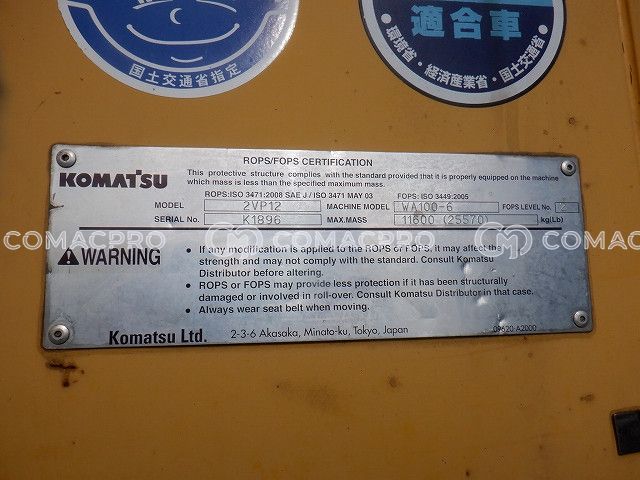 国土交通省指定
適合車
・環境省・経済産業省・国土交通省・
ROPS/FOPS CERTIFICATION
KOMATSU
This protective structure complies with the standard provided that it is properly equipped on the machine
which mass is less than the specified maximum mass.
ROPS: ISO 3471:2008 SAE J / ISO 3471 MAY 03 FOPS: ISO 3449:2005
MODEL 2VP12 MACHINE MODEL WA100-6 FOPS LEVEL No. 2
SERIAL No. K1896 MAX.MASS 11600 (25570) kg(Lb)
COMACPRO COMACPRO COMACPRO
WARNING
• If any modification is applied to the ROPS or FOPS, it may affect the
strength and may not comply with the standard. Consult Komatsu
Distributor before altering.
• ROPS or FOPS may provide less protection if it has been structurally
damaged or involved in roll-over. Consult Komatsu Distributor in that case.
• Always wear seat belt when moving.
Komatsu Ltd. 2-3-6 Akasaka, Minato-ku, Tokyo, Japan 09620-A2000